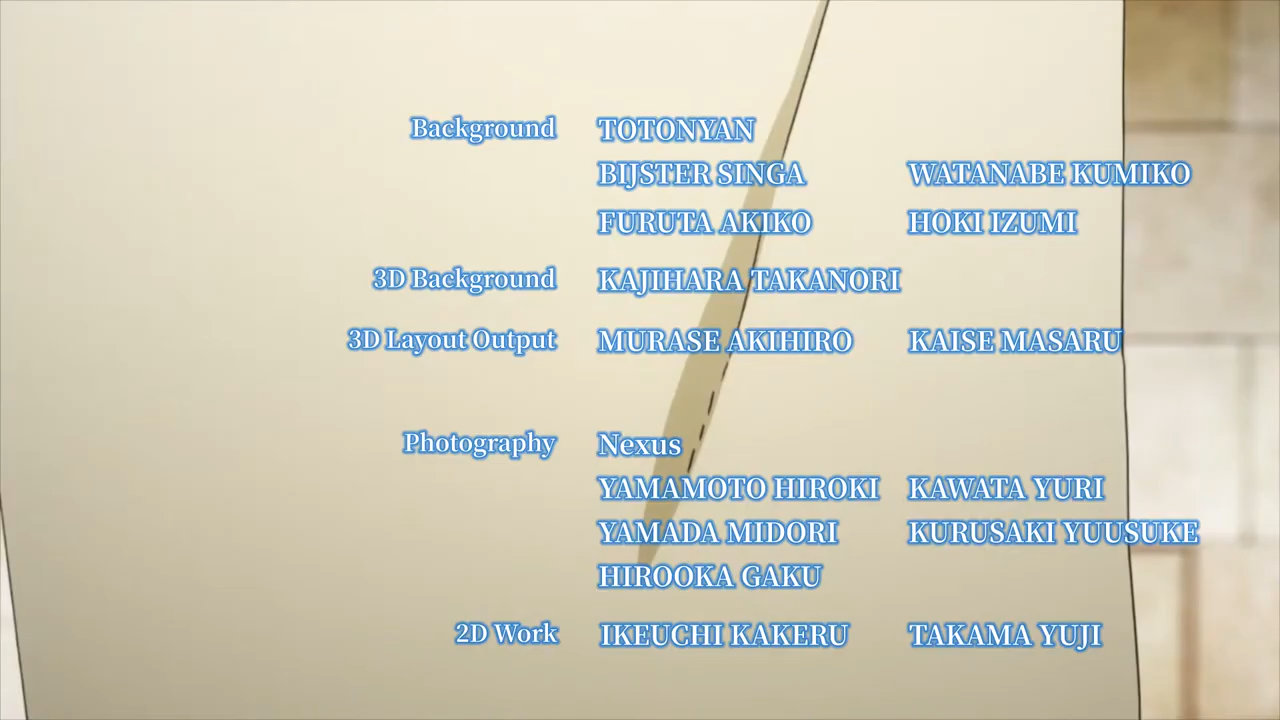 Background TOTONYAN
BIJSTER SINGA WATANABE KUMIKO
FURUTA AKIKO HOKI IZUMI
3D Background KAJIHARA TAKANORI
3D Layout Output MURASE AKIHIRO KAISE MASARU
Photography Nexus
YAMAMOTO HIROKI KAWATA YURI
YAMADA MIDORI KURUSAKI YUUSUKE
HIROOKA GAKU
2D Work IKEUCHI KAKERU TAKAMA YUJI